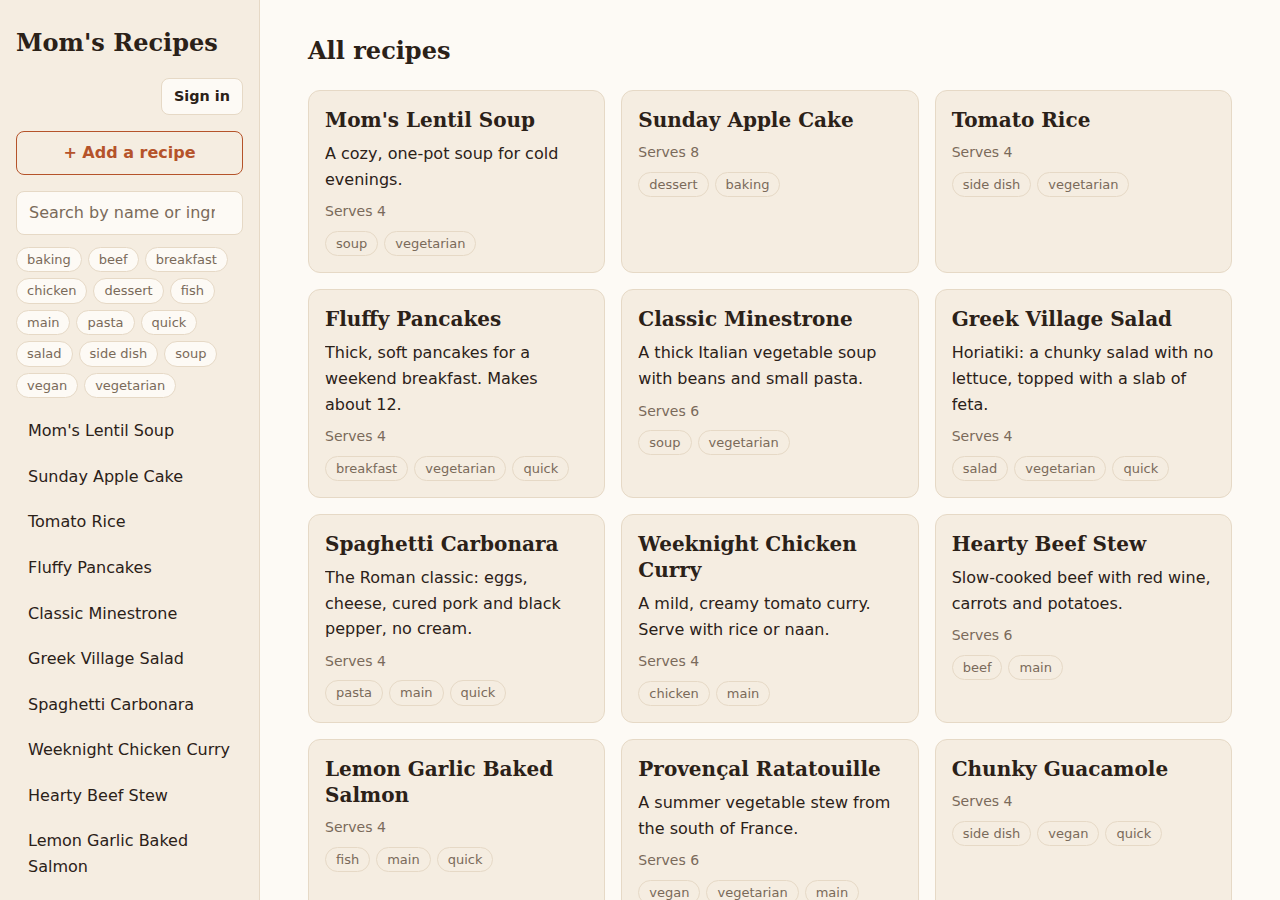 Mom's Recipes
Sign in
+ Add a recipe
Search by name or ingr
baking beef breakfast
chicken dessert fish
main pasta quick
salad side dish soup
vegan vegetarian
Mom's Lentil Soup
Sunday Apple Cake
Tomato Rice
Fluffy Pancakes
Classic Minestrone
Greek Village Salad
Spaghetti Carbonara
Weeknight Chicken Curry
Hearty Beef Stew
Lemon Garlic Baked
Salmon
All recipes
Mom's Lentil Soup
A cozy, one-pot soup for cold
evenings.
Serves 4
soup vegetarian
Sunday Apple Cake
Serves 8
dessert baking
Tomato Rice
Serves 4
side dish vegetarian
Fluffy Pancakes
Thick, soft pancakes for a
weekend breakfast. Makes
about 12.
Serves 4
breakfast vegetarian quick
Classic Minestrone
A thick Italian vegetable soup
with beans and small pasta.
Serves 6
soup vegetarian
Greek Village Salad
Horiatiki: a chunky salad with no
lettuce, topped with a slab of
feta.
Serves 4
salad vegetarian quick
Spaghetti Carbonara
The Roman classic: eggs,
cheese, cured pork and black
pepper, no cream.
Serves 4
pasta main quick
Weeknight Chicken
Curry
A mild, creamy tomato curry.
Serve with rice or naan.
Serves 4
chicken main
Hearty Beef Stew
Slow-cooked beef with red wine,
carrots and potatoes.
Serves 6
beef main
Lemon Garlic Baked
Salmon
Serves 4
fish main quick
Provençal Ratatouille
A summer vegetable stew from
the south of France.
Serves 6
vegan vegetarian main
Chunky Guacamole
Serves 4
side dish vegan quick